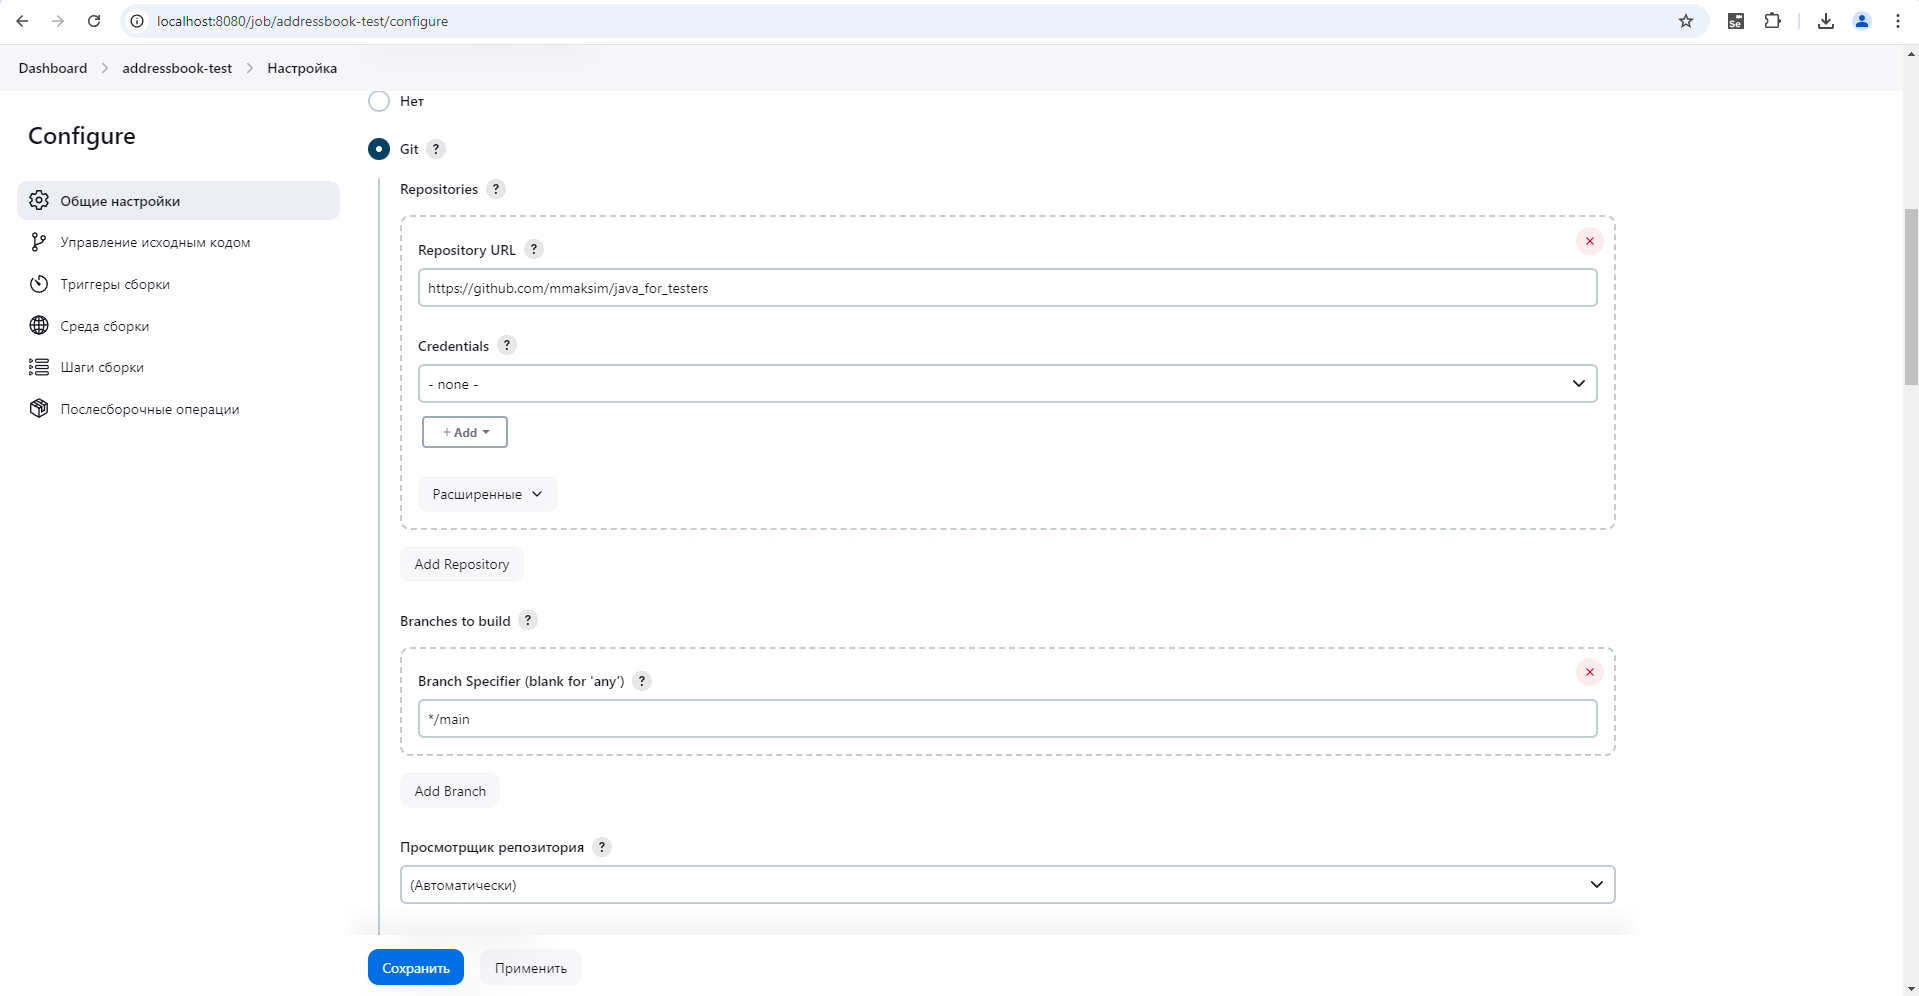 localhost:8080/job/addressbook-test/configure
Dashboard addressbook-test Настройка
Configure
Общие настройки
Управление исходным кодом
Триггеры сборки
Среда сборки
Шаги сборки
Послесборочные операции
Нет
Git ?
Repositories ?
Repository URL ?
https://github.com/mmaksim/java_for_testers
Credentials ?
- none -
+ Add
Расширенные
Add Repository
Branches to build ?
Branch Specifier (blank for 'any') ?
*/main
Add Branch
Просмотрщик репозитория ?
(Автоматически)
Сохранить Применить